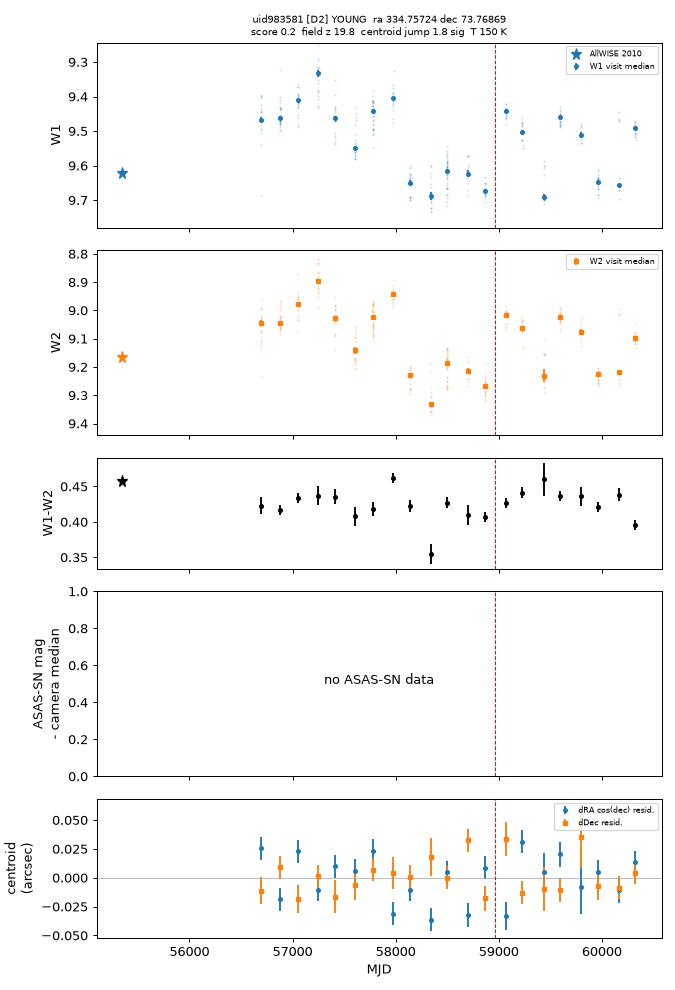 uid983581 [D2] YOUNG  ra 334.75724 dec 73.76869
score 0.2  field z 19.8  centroid jump 1.8 sig  T 150 K
9.3
9.4
9.5
9.6
9.7
W1
AllWISE 2010
W1 visit median
8.8
8.9
9.0
9.1
9.2
9.3
9.4
W2
W2 visit median
0.45
0.40
0.35
W1-W2
1.0
0.8
0.6
0.4
0.2
0.0
ASAS-SN mag
- camera median
no ASAS-SN data
0.050
0.025
0.000
−0.025
−0.050
centroid
(arcsec)
dRA cos(dec) resid.
dDec resid.
56000
57000
58000
59000
60000
MJD